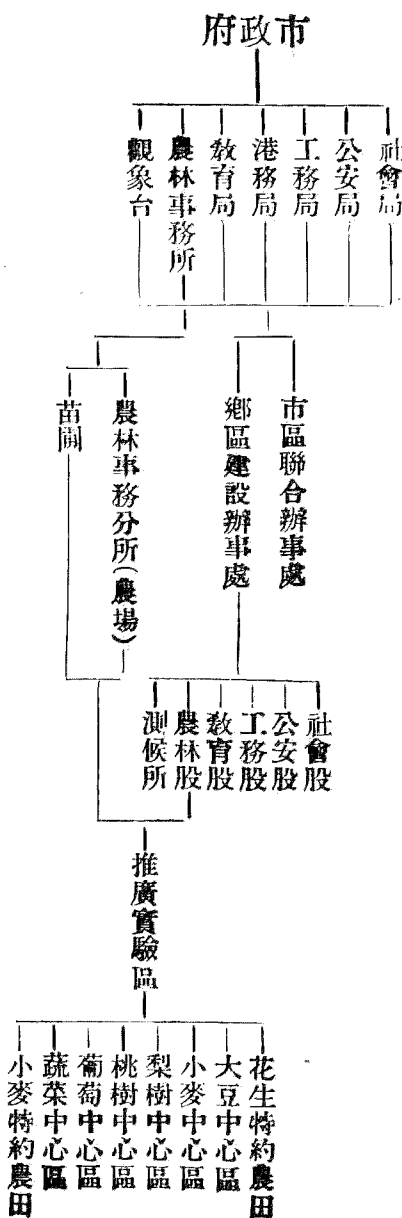 市政府
社會局
公安局
工務局
港務局
教育局
農林事務所
觀象台
市區聯合辦事處
鄉區建設辦事處
農林事務分所(農場)
苗圃
社會股
公安股
工務股
教育股
農林股
測候所
推廣實驗區
花生特約農田
大豆中心區
小麥中心區
梨樹中心區
桃樹中心區
葡萄中心區
蔬菜中心區
小麥特約農田